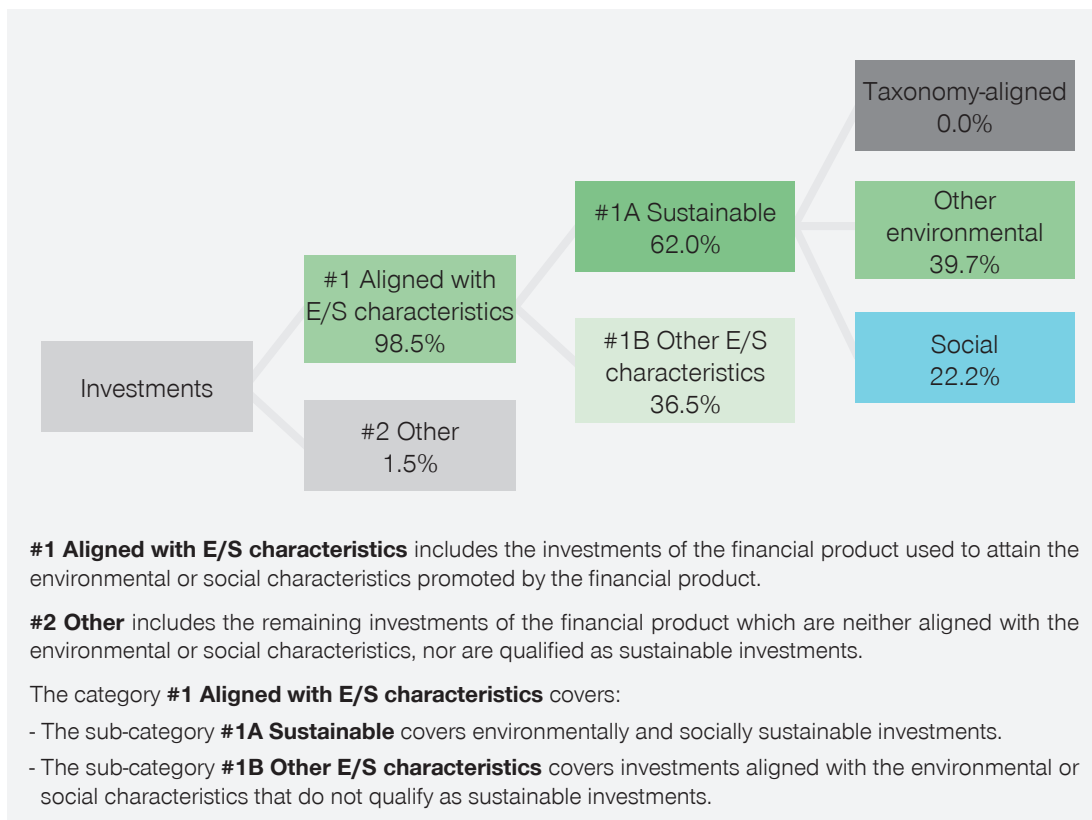 Taxonomy-aligned
0.0%
#1A Sustainable
62.0%
Other
environmental
39.7%
#1 Aligned with
E/S characteristics
98.5%
#1B Other E/S
characteristics
36.5%
Social
22.2%
Investments
#2 Other
1.5%
#1 Aligned with E/S characteristics includes the investments of the financial product used to attain the
environmental or social characteristics promoted by the financial product.
#2 Other includes the remaining investments of the financial product which are neither aligned with the
environmental or social characteristics, nor are qualified as sustainable investments.
The category #1 Aligned with E/S characteristics covers:
- The sub-category #1A Sustainable covers environmentally and socially sustainable investments.
- The sub-category #1B Other E/S characteristics covers investments aligned with the environmental or
social characteristics that do not qualify as sustainable investments.